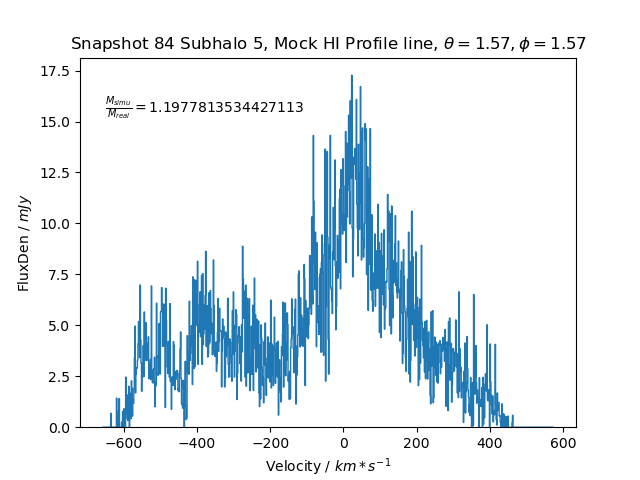 Snapshot 84 Subhalo 5, Mock HI Profile line, θ = 1.57, ϕ = 1.57
M_simu/M_real = 1.1977813534427113
FluxDen / mJy
17.5
15.0
12.5
10.0
7.5
5.0
2.5
0.0
−600 −400 −200 0 200 400 600
Velocity / km * s⁻¹